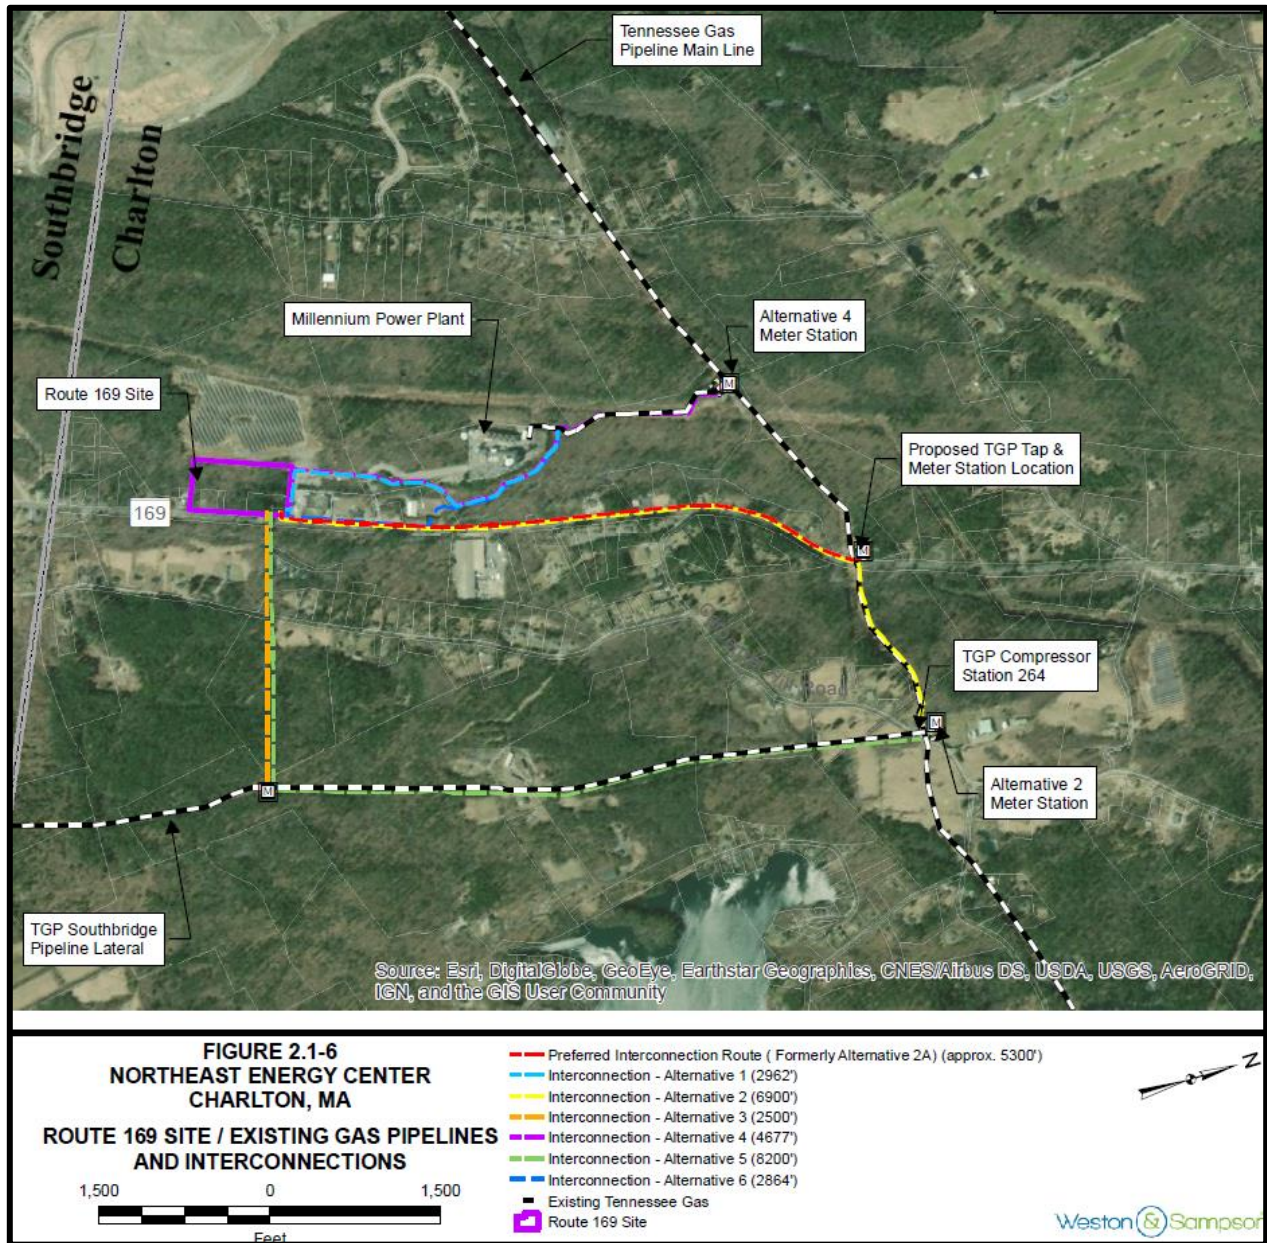 Tennessee Gas
Pipeline Main Line
Southbridge
Charlton
Millennium Power Plant
Alternative 4
Meter Station
Route 169 Site
M
Proposed TGP Tap &
Meter Station Location
169
M
TGP Compressor
Station 264
Road
M
Alternative 2
Meter Station
M
TGP Southbridge
Pipeline Lateral
Source: Esri, DigitalGlobe, GeoEye, Earthstar Geographics, CNES/Airbus DS, USDA, USGS, AeroGRID,
IGN, and the GIS User Community
FIGURE 2.1-6
NORTHEAST ENERGY CENTER
CHARLTON, MA
ROUTE 169 SITE / EXISTING GAS PIPELINES
AND INTERCONNECTIONS
1,500 0 1,500
Feet
Preferred Interconnection Route ( Formerly Alternative 2A) (approx. 5300')
Interconnection - Alternative 1 (2962')
Interconnection - Alternative 2 (6900')
Interconnection - Alternative 3 (2500')
Interconnection - Alternative 4 (4677')
Interconnection - Alternative 5 (8200')
Interconnection - Alternative 6 (2864')
Existing Tennessee Gas
Route 169 Site
N
Weston & Sampson